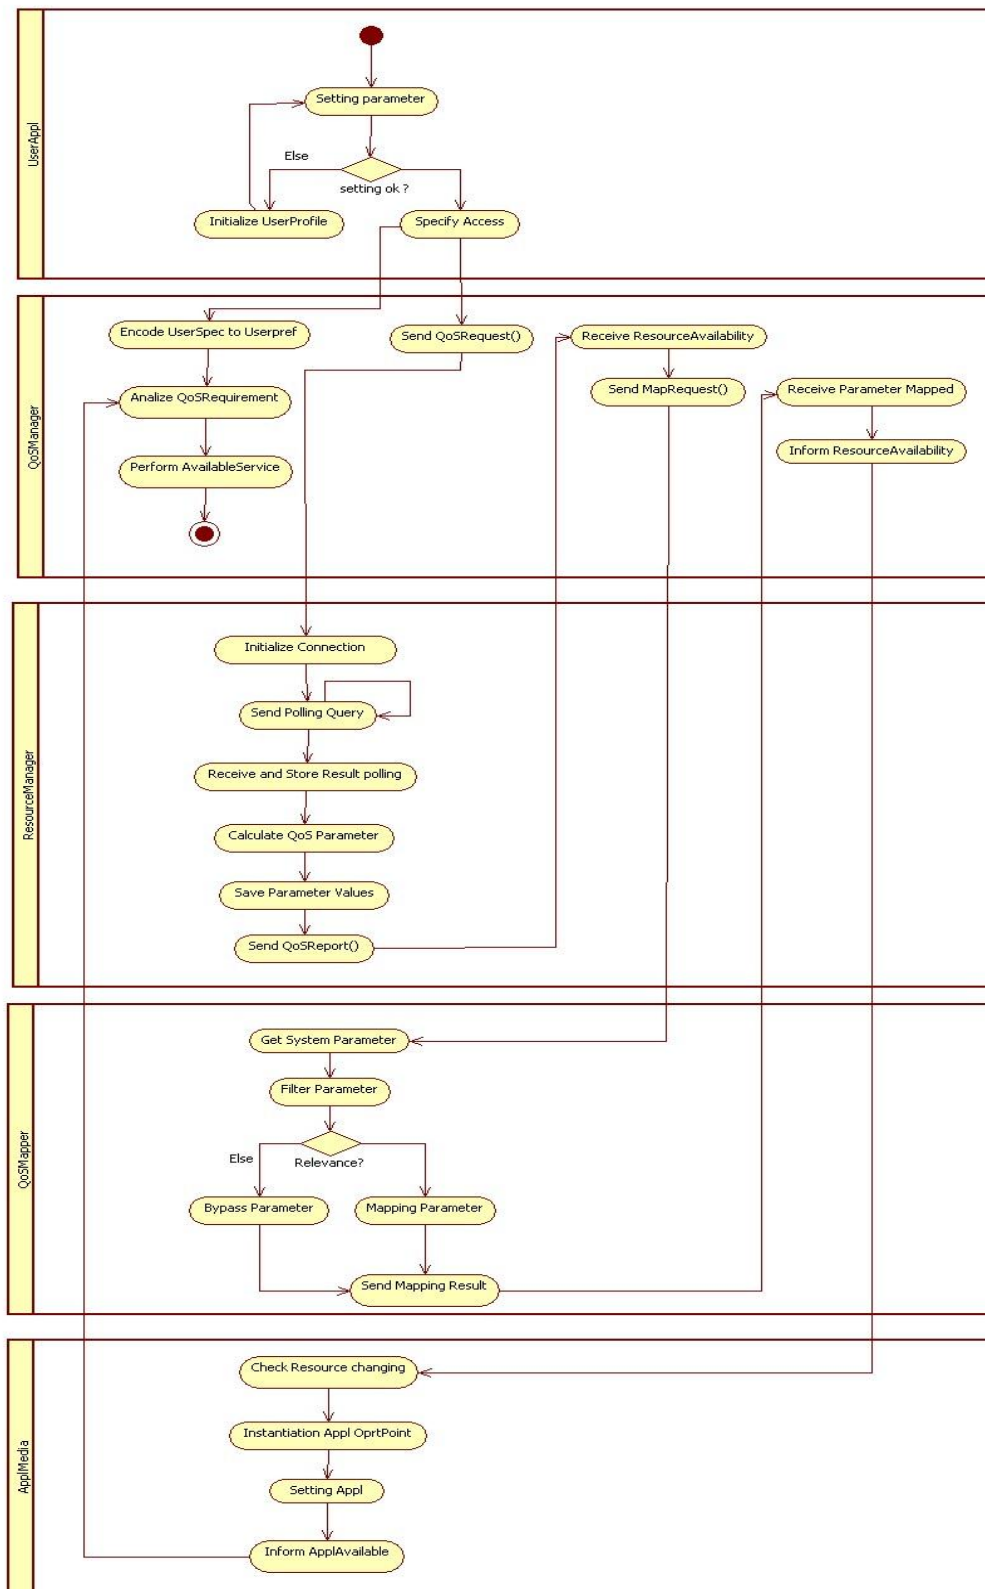 UserAppl
Setting parameter
Else
setting ok ?
Initialize UserProfile
Specify Access
QoSManager
Encode UserSpec to Userpref
Send QoSRequest()
Receive ResourceAvailability
Analize QoSRequirement
Send MapRequest()
Receive Parameter Mapped
Perform AvailableService
Inform ResourceAvailability
ResourceManager
Initialize Connection
Send Polling Query
Receive and Store Result polling
Calculate QoS Parameter
Save Parameter Values
Send QoSReport()
QoSMapper
Get System Parameter
Filter Parameter
Else
Relevance?
Bypass Parameter
Mapping Parameter
Send Mapping Result
ApplMedia
Check Resource changing
Instantiation Appl OprtPoint
Setting Appl
Inform ApplAvailable